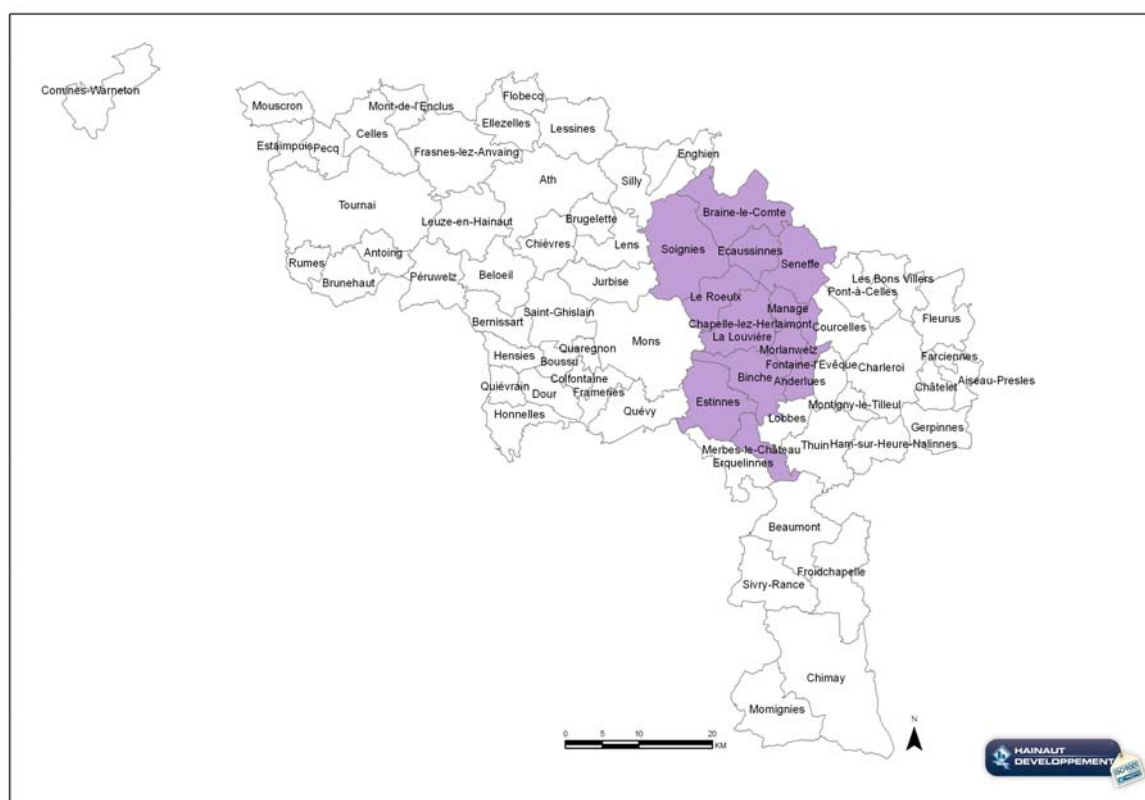 Comines-Warneton
Mouscron
Mont-de-l'Enclus
Flobecq
Ellezelles
Lessines
Estaimpuis
Pecq
Celles
Frasnes-lez-Anvaing
Enghien
Ath
Silly
Tournai
Leuze-en-Hainaut
Brugelette
Braine-le-Comte
Chièvres
Lens
Soignies
Ecaussinnes
Seneffe
Rumes
Antoing
Brunehaut
Péruwelz
Beloeil
Jurbise
Les Bons Villers
Pont-à-Celles
Le Roeulx
Manage
Bernissart
Saint-Ghislain
Chapelle-lez-Herlaimont
Courcelles
Fleurus
La Louvière
Mons
Hensies
Quaregnon
Boussu
Morlanwelz
Fontaine-l'Evêque
Charleroi
Farciennes
Quiévrain
Dour
Colfontaine
Frameries
Binche
Anderlues
Châtelet
Aiseau-Presles
Honnelles
Quévy
Estinnes
Lobbes
Montigny-le-Tilleul
Gerpinnes
Merbes-le-Château
Thuin
Ham-sur-Heure-Nalinnes
Erquelinnes
Beaumont
Froidchapelle
Sivry-Rance
Chimay
Momignies
0 5 10 20
KM
N
HAINAUT
DEVELOPPEMENT